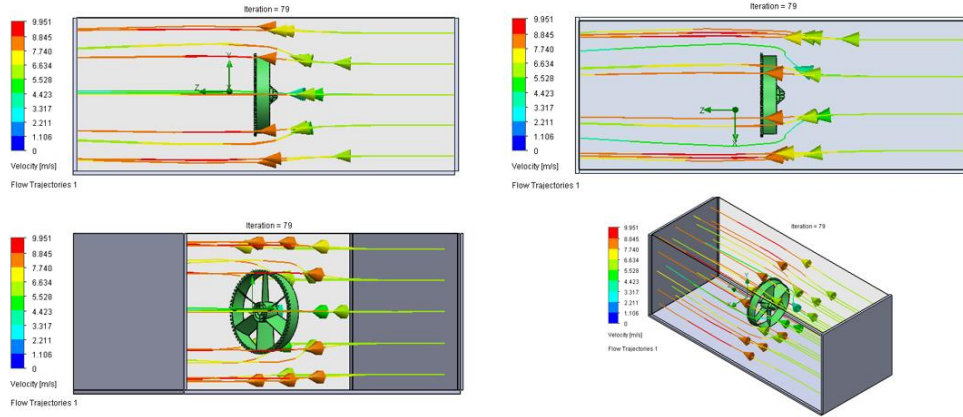 Iteration = 79
9.951
8.845
7.740
6.634
5.528
4.423
3.317
2.211
1.106
0
Velocity [m/s]
Flow Trajectories 1
Y
Z
Iteration = 79
9.951
8.845
7.740
6.634
5.528
4.423
3.317
2.211
1.106
0
Velocity [m/s]
Flow Trajectories 1
Z
X
Iteration = 79
9.951
8.845
7.740
6.634
5.528
4.423
3.317
2.211
1.106
0
Velocity [m/s]
Flow Trajectories 1
Iteration = 79
9.951
8.845
7.740
6.634
5.528
4.423
3.317
2.211
1.106
0
Velocity [m/s]
Flow Trajectories 1